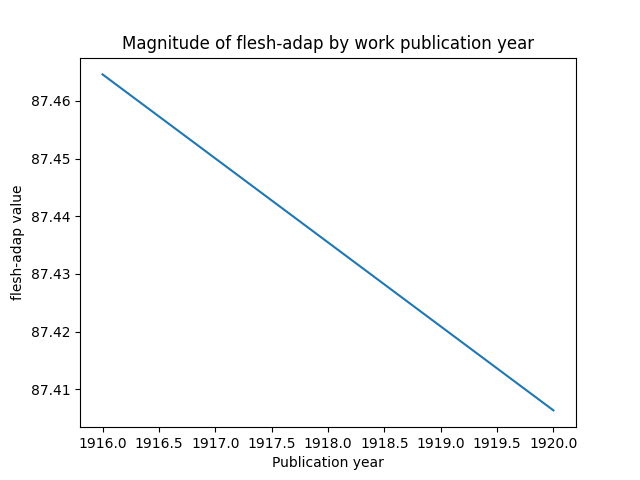 Magnitude of flesh-adap by work publication year
flesh-adap value
87.46
87.45
87.44
87.43
87.42
87.41
1916.0 1916.5 1917.0 1917.5 1918.0 1918.5 1919.0 1919.5 1920.0
Publication year